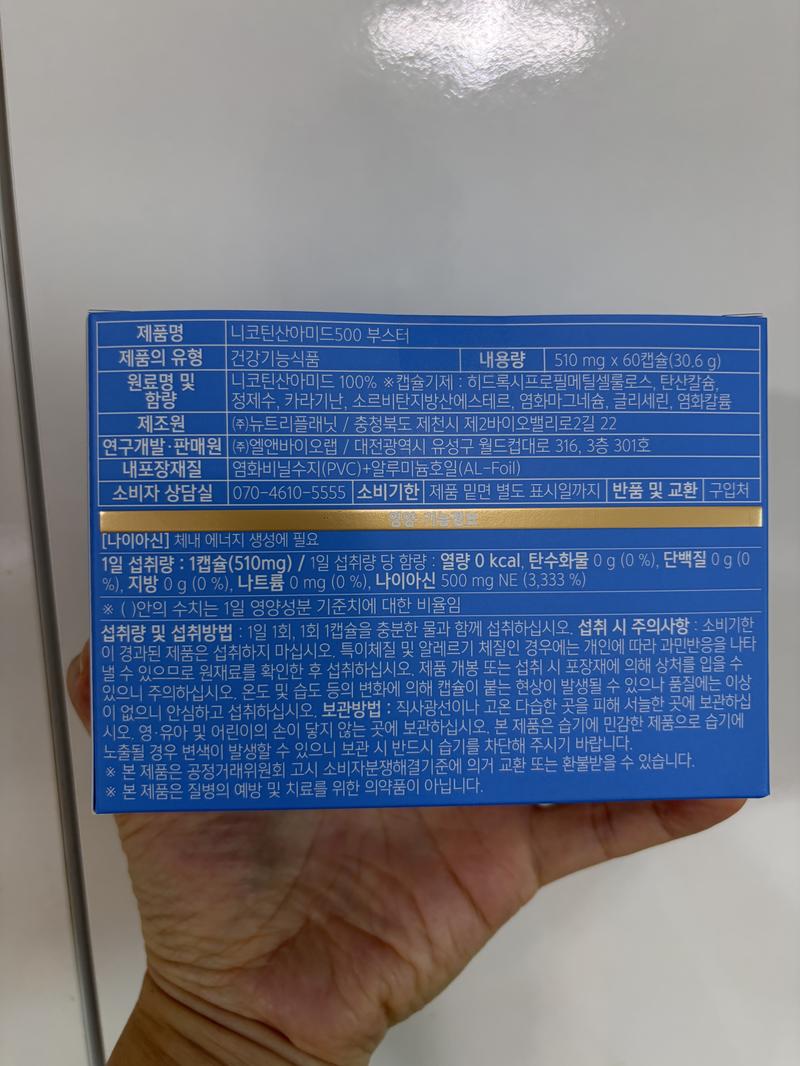 제품명 니코틴산아미드500 부스터
제품의 유형 건강기능식품 내용량 510 mg x 60캡슐(30.6 g)
원료명 및 함량 니코틴산아미드 100% ※캡슐기제 : 히드록시프로필메틸셀룰로스, 탄산칼슘,
정제수, 카라기난, 소르비탄지방산에스테르, 염화마그네슘, 글리세린, 염화칼륨
제조원 ㈜뉴트리플래닛 / 충청북도 제천시 제2바이오밸리로2길 22
연구개발·판매원 ㈜엘앤바이오랩 / 대전광역시 유성구 월드컵대로 316, 3층 301호
내포장재질 염화비닐수지(PVC)+알루미늄호일(AL-Foil)
소비자 상담실 070-4610-5555 소비기한 제품 밑면 별도 표시일까지 반품 및 교환 구입처
영양·기능정보
[나이아신] 체내 에너지 생성에 필요
1일 섭취량 : 1캡슐(510mg) / 1일 섭취량 당 함량 : 열량 0 kcal, 탄수화물 0 g (0 %), 단백질 0 g (0
%), 지방 0 g (0 %), 나트륨 0 mg (0 %), 나이아신 500 mg NE (3,333 %)
※ ( )안의 수치는 1일 영양성분 기준치에 대한 비율임
섭취량 및 섭취방법 : 1일 1회, 1회 1캡슐을 충분한 물과 함께 섭취하십시오. 섭취 시 주의사항 : 소비기한
이 경과된 제품은 섭취하지 마십시오. 특이체질 및 알레르기 체질인 경우에는 개인에 따라 과민반응을 나타
낼 수 있으므로 원재료를 확인한 후 섭취하십시오. 제품 개봉 또는 섭취 시 포장재에 의해 상처를 입을 수
있으니 주의하십시오. 온도 및 습도 등의 변화에 의해 캡슐이 붙는 현상이 발생될 수 있으나 품질에는 이상
이 없으니 안심하고 섭취하십시오. 보관방법 : 직사광선이나 고온 다습한 곳을 피해 서늘한 곳에 보관하십
시오. 영·유아 및 어린이의 손이 닿지 않는 곳에 보관하십시오. 본 제품은 습기에 민감한 제품으로 습기에
노출될 경우 변색이 발생할 수 있으니 보관 시 반드시 습기를 차단해 주시기 바랍니다.
※ 본 제품은 공정거래위원회 고시 소비자분쟁해결기준에 의거 교환 또는 환불받을 수 있습니다.
※ 본 제품은 질병의 예방 및 치료를 위한 의약품이 아닙니다.